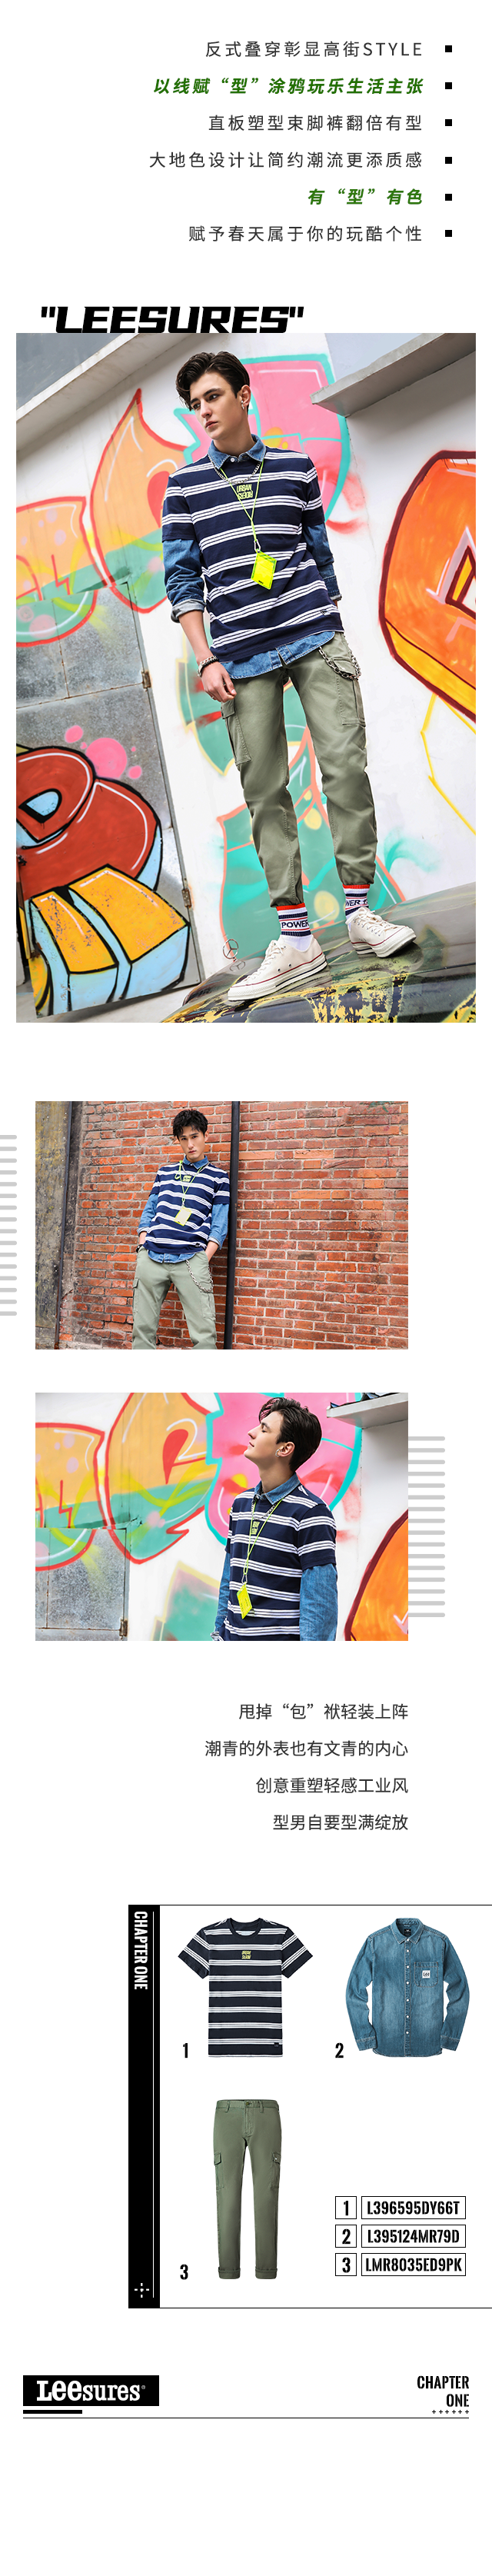 反式叠穿彰显高街STYLE
以线赋“型”涂鸦玩乐生活主张
直板塑型束脚裤翻倍有型
大地色设计让简约潮流更添质感
有“型”有色
赋予春天属于你的玩酷个性
"LEESURES"
POWER
甩掉“包”袱轻装上阵
潮青的外表也有文青的内心
创意重塑轻感工业风
型男自要型满绽放
CHAPTER ONE
1
2
3
1 L396595DY66T
2 L395124MR79D
3 LMR8035ED9PK
Leesures®
CHAPTER
ONE